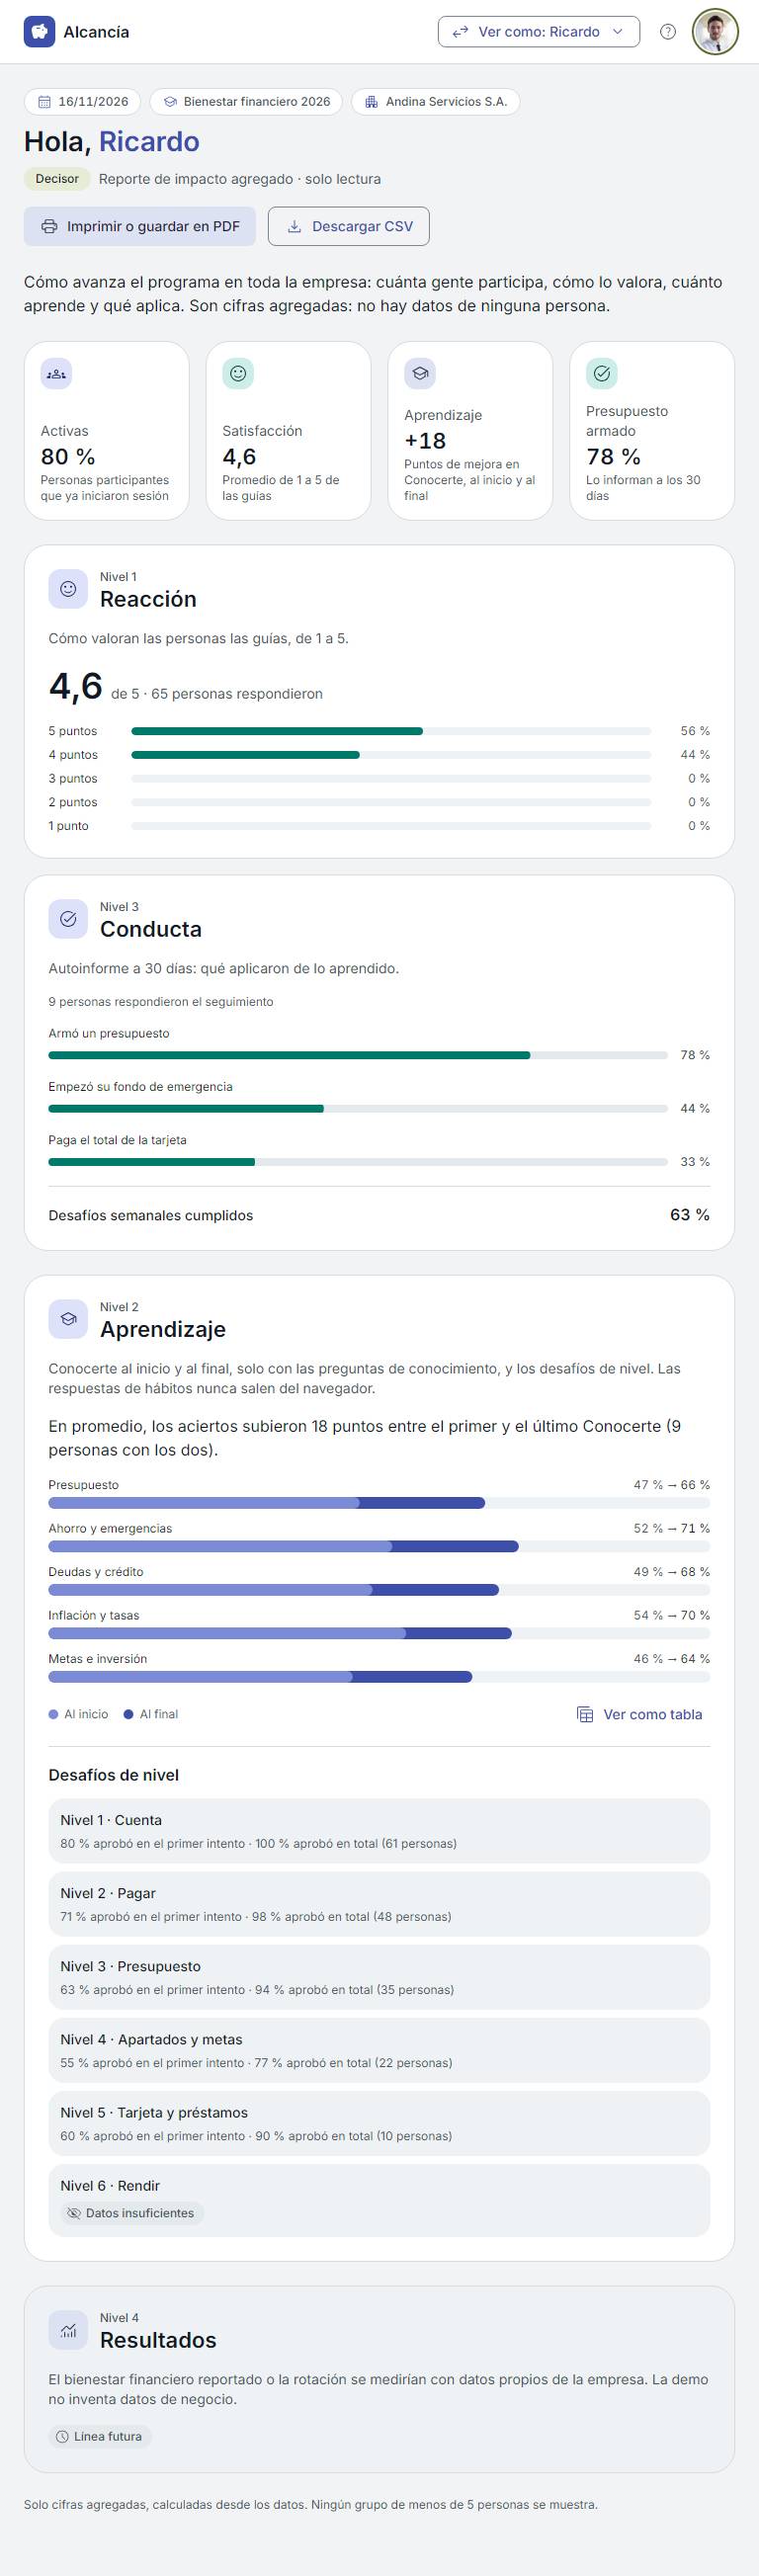 Alcancía
Ver como: Ricardo
16/11/2026
Bienestar financiero 2026
Andina Servicios S.A.
Hola, Ricardo
Decisor
Reporte de impacto agregado · solo lectura
Imprimir o guardar en PDF
Descargar CSV
Cómo avanza el programa en toda la empresa: cuánta gente participa, cómo lo valora, cuánto
aprende y qué aplica. Son cifras agregadas: no hay datos de ninguna persona.
Activas
80 %
Personas participantes
que ya iniciaron sesión
Satisfacción
4,6
Promedio de 1 a 5 de
las guías
Aprendizaje
+18
Puntos de mejora en
Conocerte, al inicio y al
final
Presupuesto
armado
78 %
Lo informan a los 30
días
Nivel 1
Reacción
Cómo valoran las personas las guías, de 1 a 5.
4,6 de 5 · 65 personas respondieron
5 puntos 56 %
4 puntos 44 %
3 puntos 0 %
2 puntos 0 %
1 punto 0 %
Nivel 3
Conducta
Autoinforme a 30 días: qué aplicaron de lo aprendido.
9 personas respondieron el seguimiento
Armó un presupuesto
78 %
Empezó su fondo de emergencia
44 %
Paga el total de la tarjeta
33 %
Desafíos semanales cumplidos 63 %
Nivel 2
Aprendizaje
Conocerte al inicio y al final, solo con las preguntas de conocimiento, y los desafíos de nivel. Las
respuestas de hábitos nunca salen del navegador.
En promedio, los aciertos subieron 18 puntos entre el primer y el último Conocerte (9
personas con los dos).
Presupuesto 47 % → 66 %
Ahorro y emergencias 52 % → 71 %
Deudas y crédito 49 % → 68 %
Inflación y tasas 54 % → 70 %
Metas e inversión 46 % → 64 %
Al inicio Al final Ver como tabla
Desafíos de nivel
Nivel 1 · Cuenta
80 % aprobó en el primer intento · 100 % aprobó en total (61 personas)
Nivel 2 · Pagar
71 % aprobó en el primer intento · 98 % aprobó en total (48 personas)
Nivel 3 · Presupuesto
63 % aprobó en el primer intento · 94 % aprobó en total (35 personas)
Nivel 4 · Apartados y metas
55 % aprobó en el primer intento · 77 % aprobó en total (22 personas)
Nivel 5 · Tarjeta y préstamos
60 % aprobó en el primer intento · 90 % aprobó en total (10 personas)
Nivel 6 · Rendir
Datos insuficientes
Nivel 4
Resultados
El bienestar financiero reportado o la rotación se medirían con datos propios de la empresa. La demo
no inventa datos de negocio.
Línea futura
Solo cifras agregadas, calculadas desde los datos. Ningún grupo de menos de 5 personas se muestra.